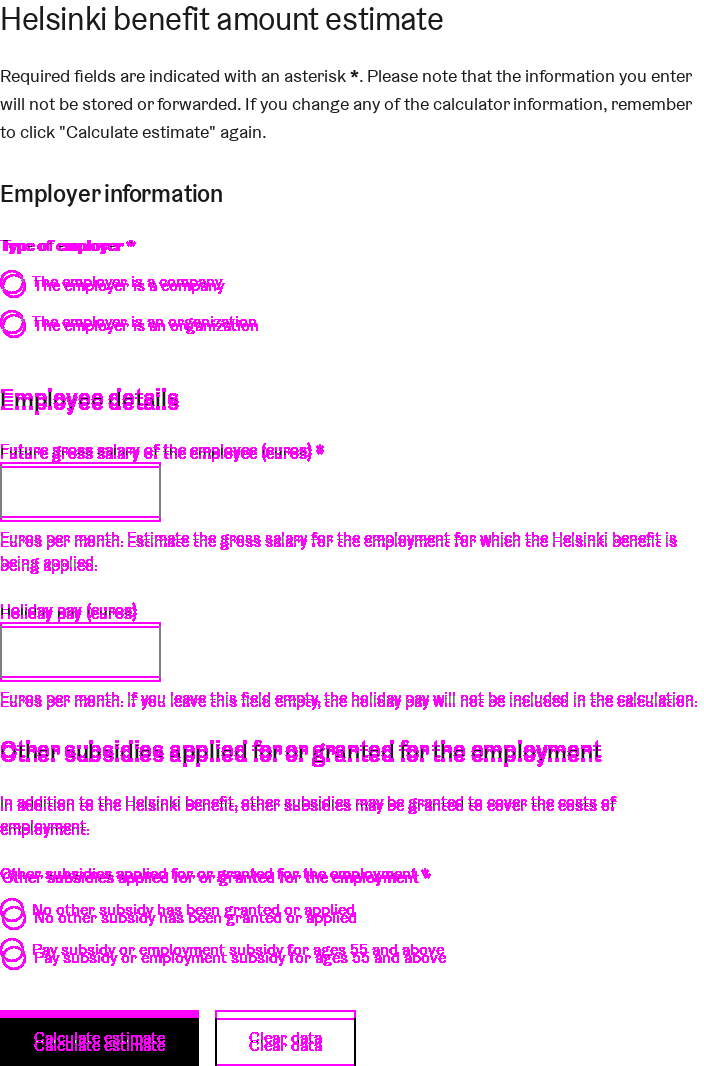 Helsinki benefit amount estimate
Required fields are indicated with an asterisk *. Please note that the information you enter
will not be stored or forwarded. If you change any of the calculator information, remember
to click "Calculate estimate" again.
Employer information
Type of employer *
The employer is a company
The employer is an organization
Employee details
Future gross salary of the employee (euros) *
Euros per month. Estimate the gross salary for the employment for which the Helsinki benefit is
being applied.
Holiday pay (euros)
Euros per month. If you leave this field empty, the holiday pay will not be included in the calculation.
Other subsidies applied for or granted for the employment
In addition to the Helsinki benefit, other subsidies may be granted to cover the costs of
employment.
Other subsidies applied for or granted for the employment *
No other subsidy has been granted or applied
Pay subsidy or employment subsidy for ages 55 and above
Calculate estimate Clear data